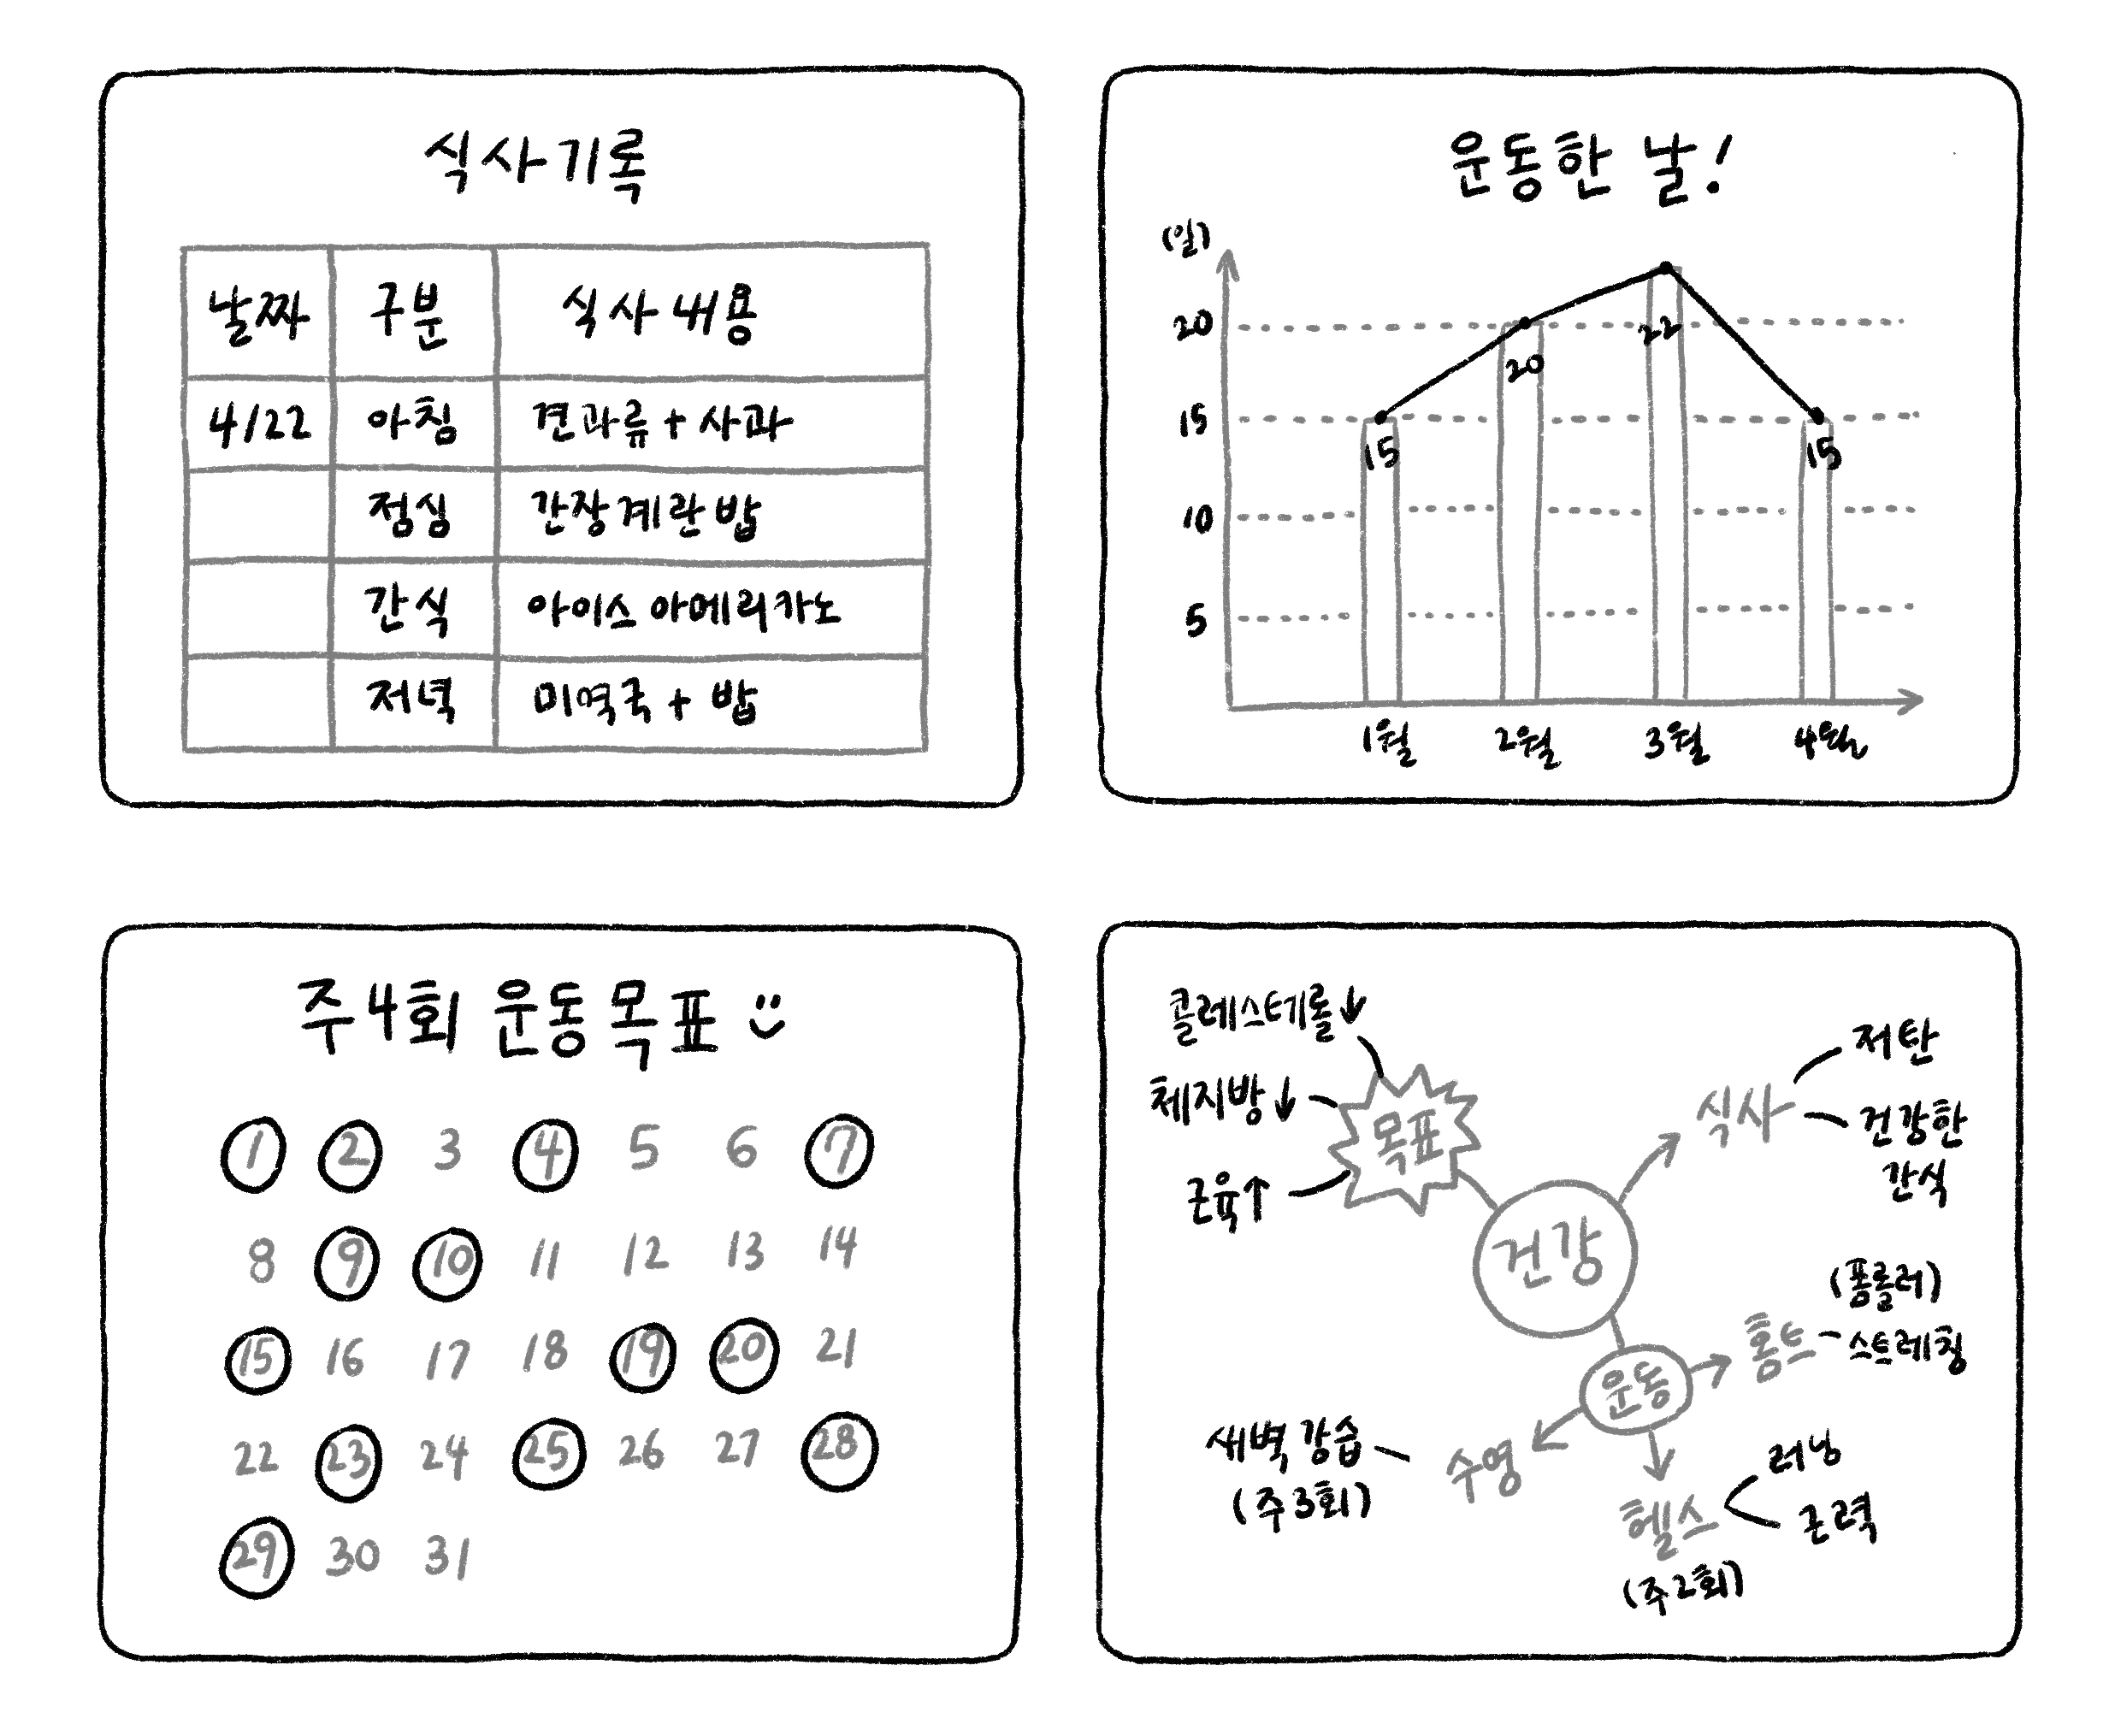 식사기록
날짜 구분 식사 내용
4/22 아침 견과류 + 사과
점심 간장계란밥
간식 아이스 아메리카노
저녁 미역국 + 밥
운동한 날!
(일)
20
15
10
5
15 20 22 15
1월 2월 3월 4월
주4회 운동목표
1 2 3 4 5 6 7
8 9 10 11 12 13 14
15 16 17 18 19 20 21
22 23 24 25 26 27 28
29 30 31
콜레스테롤↓
체지방↓
근육↑
목표
건강
식사
저탄
건강한
간식
운동
홈트
(폼롤러)
스트레칭
수영
새벽 강습
(주3회)
헬스
(주2회)
러닝
근력